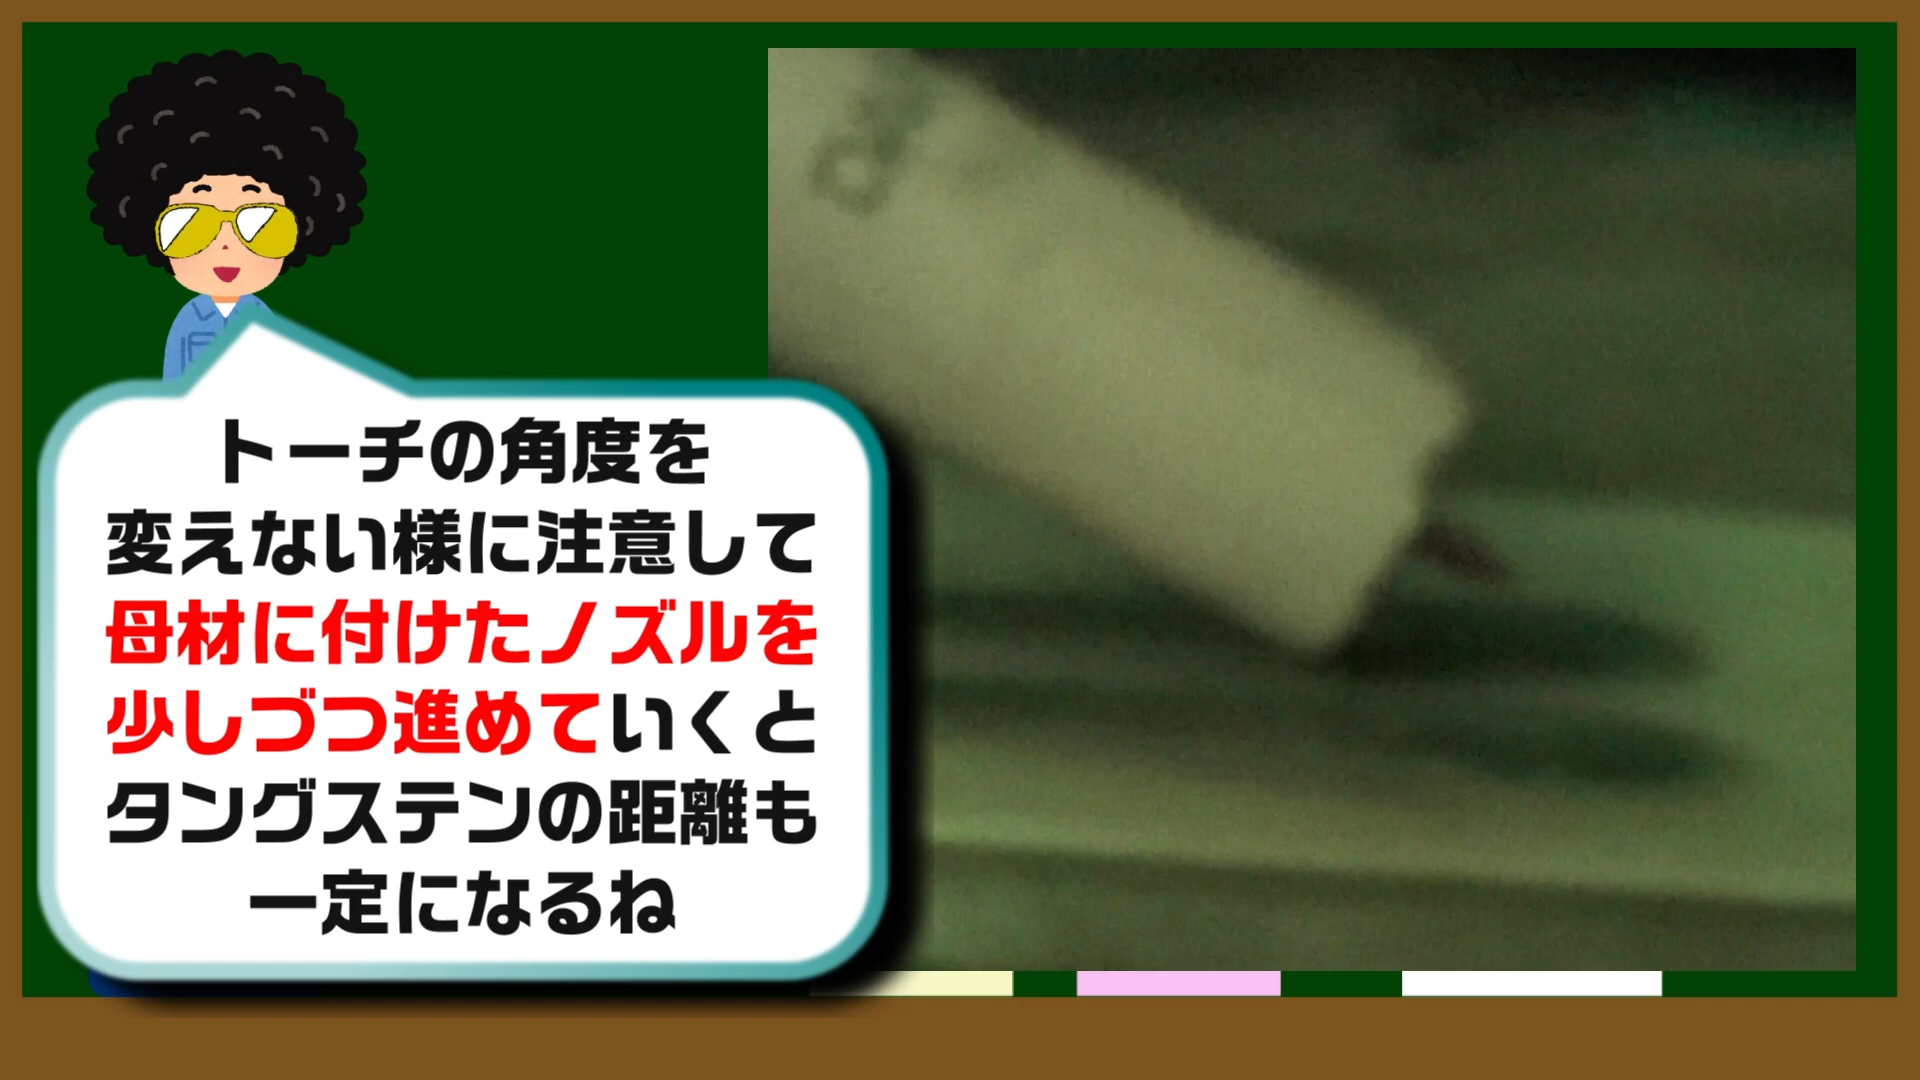 トーチの角度を
変えない様に注意して
母材に付けたノズルを
少しづつ進めていくと
タングステンの距離も
一定になるね